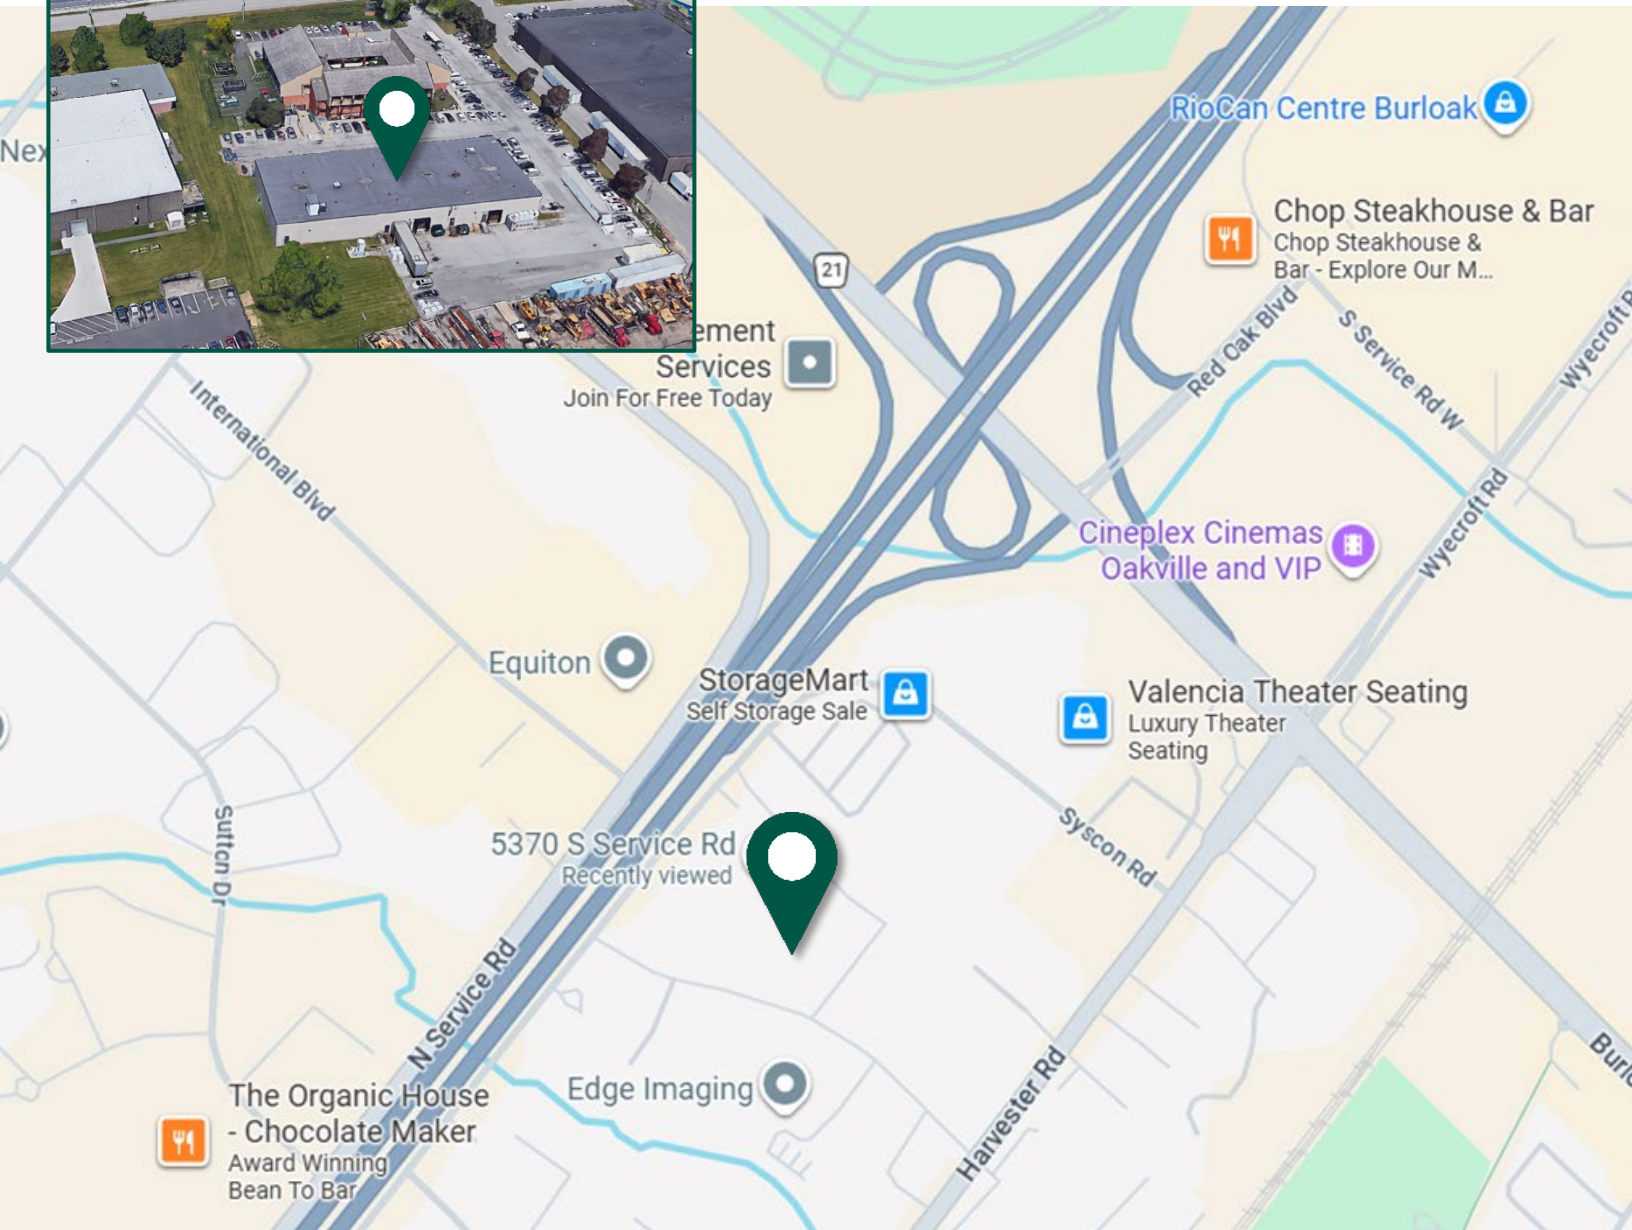 Nex
RioCan Centre Burloak
Chop Steakhouse & Bar
Chop Steakhouse &
Bar - Explore Our M...
21
ement
Services
Join For Free Today
Red Oak Blvd
S Service Rd W
Wyecroft R
International Blvd
Wyecroft Rd
Cineplex Cinemas
Oakville and VIP
Equiton
StorageMart
Self Storage Sale
Valencia Theater Seating
Luxury Theater
Seating
Sutton Dr
Syscon Rd
5370 S Service Rd
Recently viewed
N Service Rd
Harvester Rd
Edge Imaging
The Organic House
- Chocolate Maker
Award Winning
Bean To Bar
Burlo